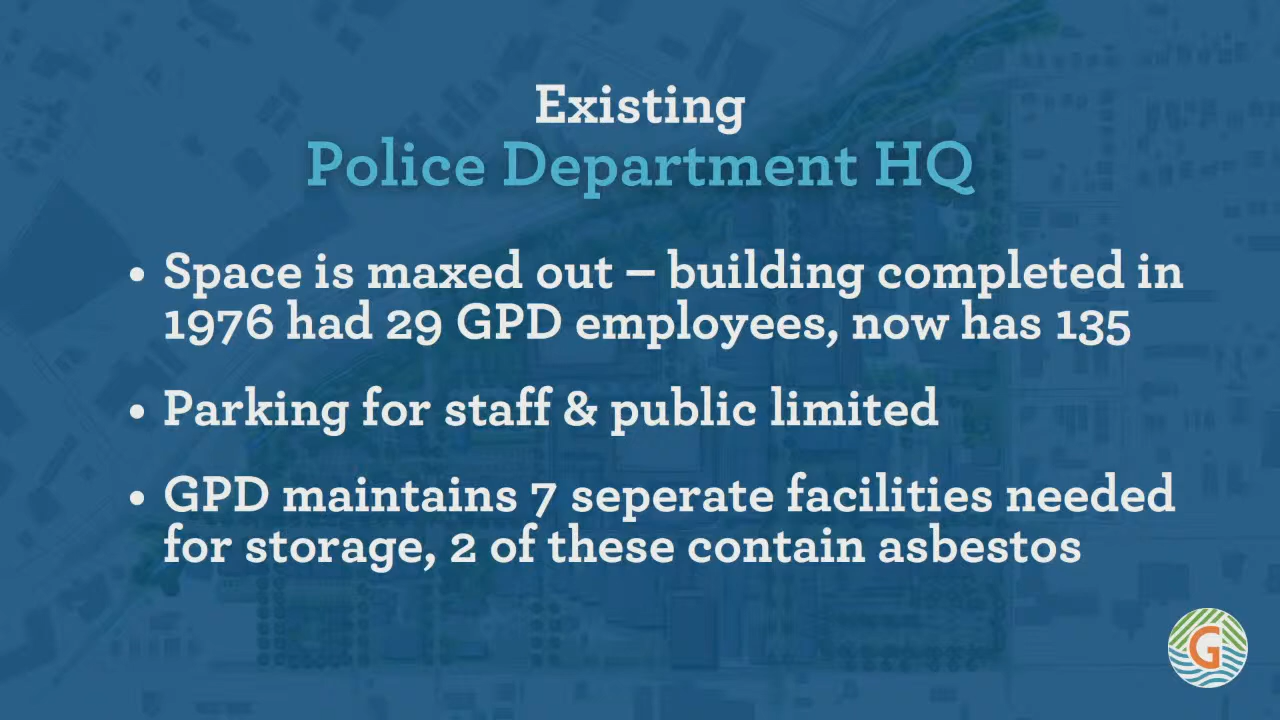 Existing
Police Department HQ
• Space is maxed out – building completed in
1976 had 29 GPD employees, now has 135
• Parking for staff & public limited
• GPD maintains 7 seperate facilities needed
for storage, 2 of these contain asbestos
G